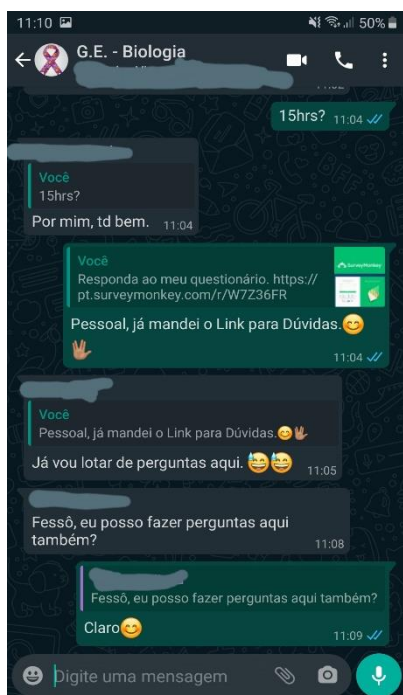 11:10
50%
G.E. - Biologia
15hrs? 11:04
Você
15hrs?
Por mim, td bem. 11:04
Você
Responda ao meu questionário. https://
pt.surveymonkey.com/r/W7Z36FR
SurveyMonkey
Pessoal, já mandei o Link para Dúvidas.😊
🖖🏽
11:04
Você
Pessoal, já mandei o Link para Dúvidas.😊🖖🏽
Já vou lotar de perguntas aqui. 😅😅 11:05
Fessô, eu posso fazer perguntas aqui
também? 11:08
Fessô, eu posso fazer perguntas aqui também?
Claro😊 11:09
Digite uma mensagem